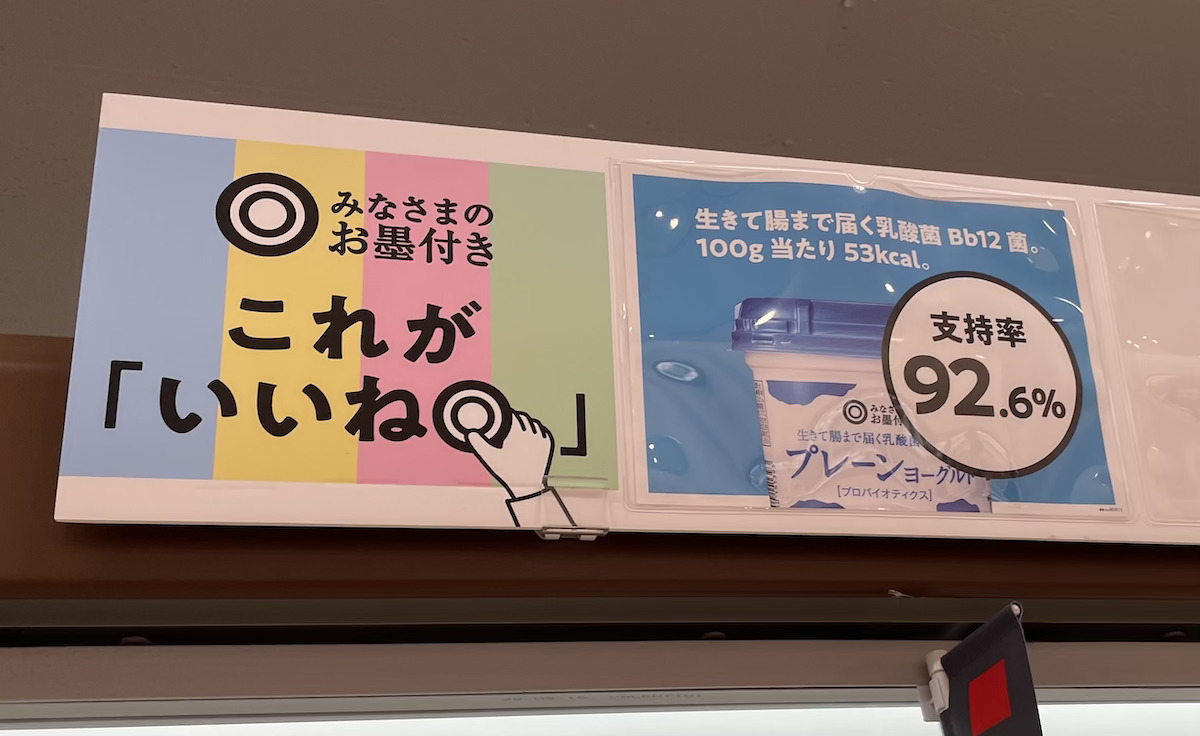 みなさまの
お墨付き
これが
「いいね◎」
生きて腸まで届く乳酸菌 Bb12 菌。
100g 当たり 53kcal。
支持率
92.6%
みなさ
お墨付
生きて腸まで届く乳酸菌
プレーンヨーグルト
[プロバイオティクス]